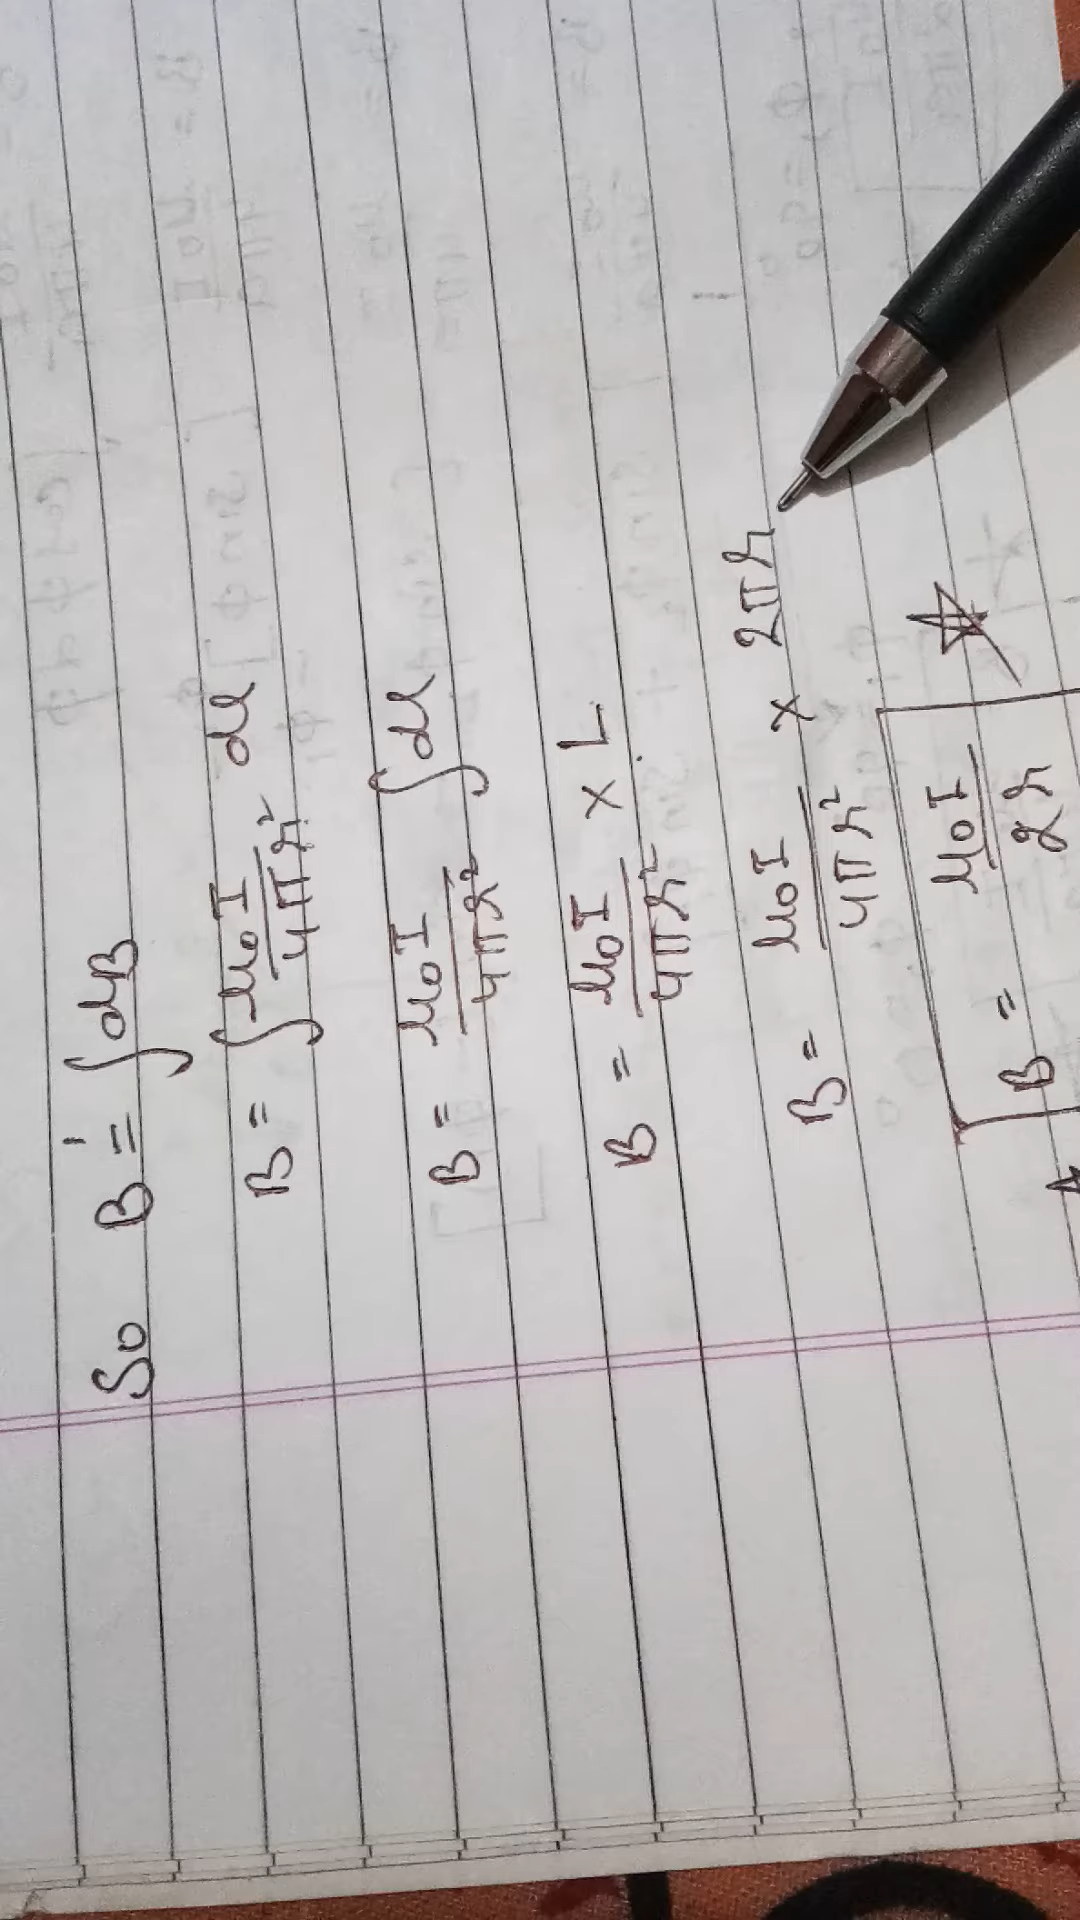 So B = ∫ dB
B = ∫ μ₀I/4πr² dl
B = μ₀I/4πr² ∫ dl
B = μ₀I/4πr² × L
B = μ₀I/4πr² × 2πr
B = μ₀I/2r